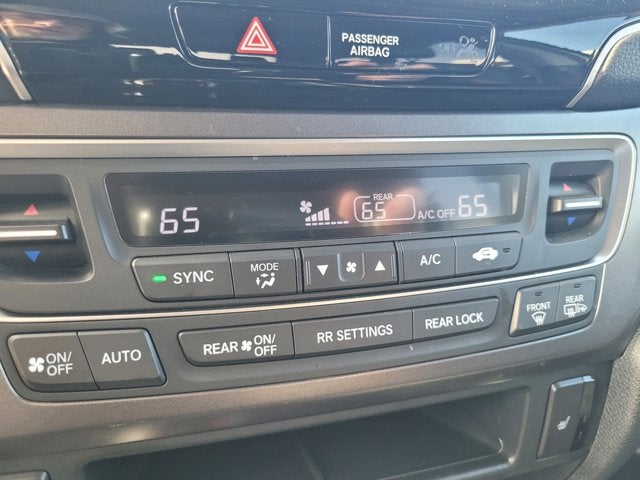 PASSENGER
AIRBAG
OFF
REAR
65
65
A/C OFF
65
SYNC
MODE
A/C
ON/
OFF
AUTO
REAR
ON/
OFF
RR SETTINGS
REAR LOCK
FRONT
REAR